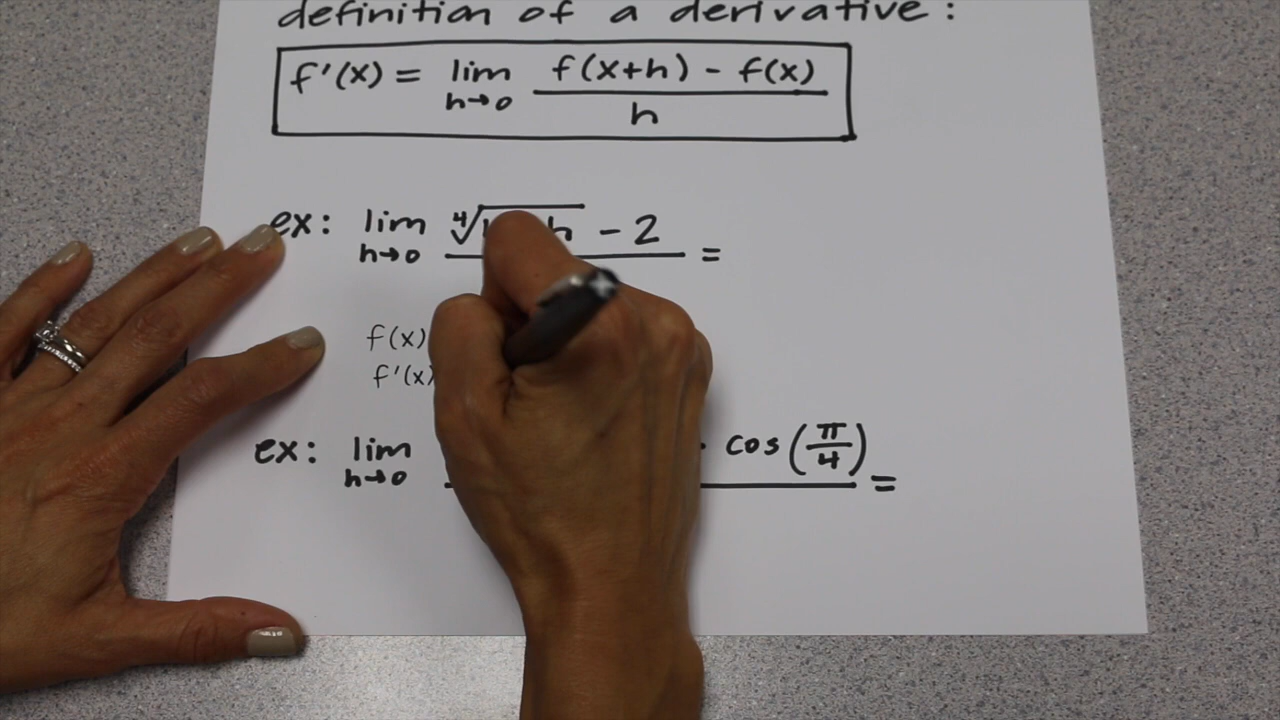 definition of a derivative:
f'(x) = lim h→0 f(x+h) - f(x) / h
ex: lim h→0 ∜ h - 2 =
f(x)
f'(x)
ex: lim h→0 cos(π/4) =